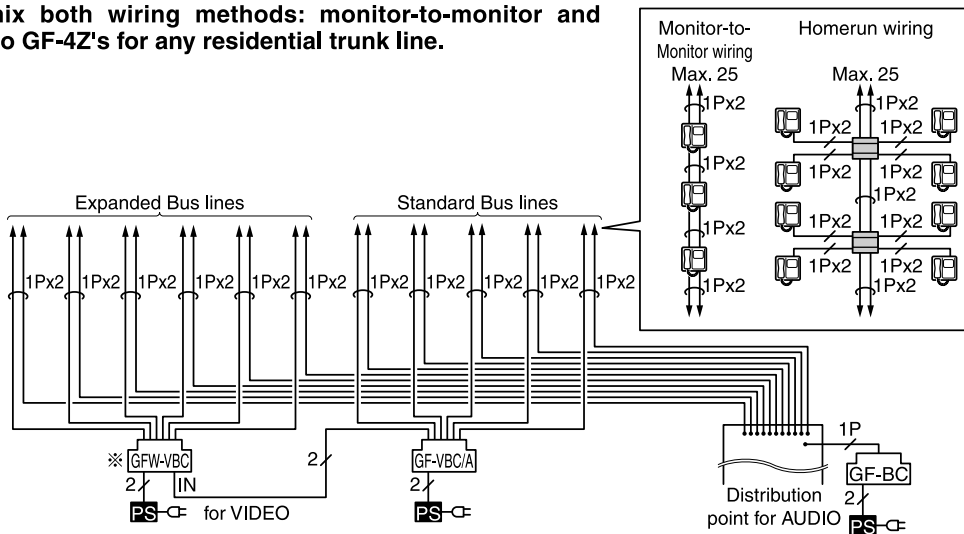 mix both wiring methods: monitor-to-monitor and
to GF-4Z's for any residential trunk line.
Monitor-to-
Monitor wiring
Max. 25
1Px2
1Px2
1Px2
1Px2
Homerun wiring
Max. 25
1Px2
1Px2 1Px2
1Px2 1Px2
1Px2
1Px2 1Px2
1Px2 1Px2
1Px2
Expanded Bus lines
Standard Bus lines
1Px2 1Px2 1Px2 1Px2 1Px2 1Px2 1Px2 1Px2 1Px2 1Px2 1Px2
※ GFW-VBC
2
IN
PS
for VIDEO
2
GF-VBC/A
2
PS
Distribution
point for AUDIO
1P
GF-BC
2
PS